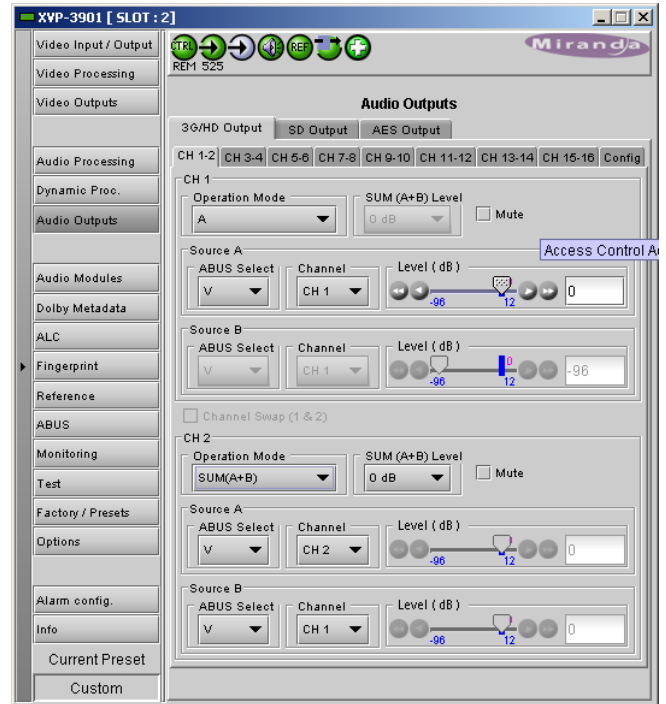 XVP-3901 [ SLOT : 2]
Video Input / Output
Video Processing
Video Outputs
Audio Processing
Dynamic Proc.
Audio Outputs
Audio Modules
Dolby Metadata
ALC
Fingerprint
Reference
ABUS
Monitoring
Test
Factory / Presets
Options
Alarm config.
Info
Current Preset
Custom
CTRL
REF
Miranda
REM 525
Audio Outputs
3G/HD Output SD Output AES Output
CH 1-2 CH 3-4 CH 5-6 CH 7-8 CH 9-10 CH 11-12 CH 13-14 CH 15-16 Config
CH 1
Operation Mode SUM (A+B) Level
A 0 dB Mute
Access Control
Source A
ABUS Select Channel Level ( dB )
V CH 1 0
-96 12
Source B
ABUS Select Channel Level ( dB )
V CH 1 0 -96
-96 12
Channel Swap (1 & 2)
CH 2
Operation Mode SUM (A+B) Level
SUM(A+B) 0 dB Mute
Source A
ABUS Select Channel Level ( dB )
V CH 2 0
-96 12
Source B
ABUS Select Channel Level ( dB )
V CH 1 0
-96 12